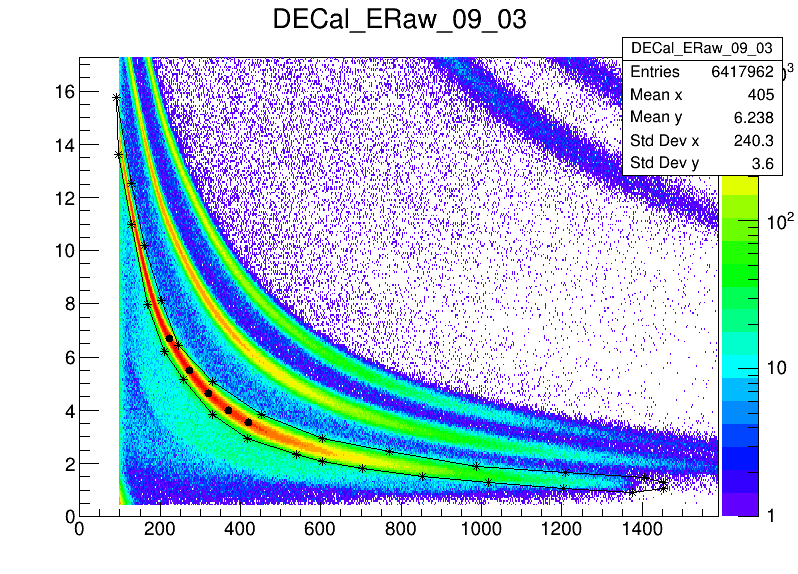 DECal_ERaw_09_03
DECal_ERaw_09_03
Entries 6417962
Mean x 405
Mean y 6.238
Std Dev x 240.3
Std Dev y 3.6
16
14
12
10
8
6
4
2
0
0 200 400 600 800 1000 1200 1400
10²
10
1